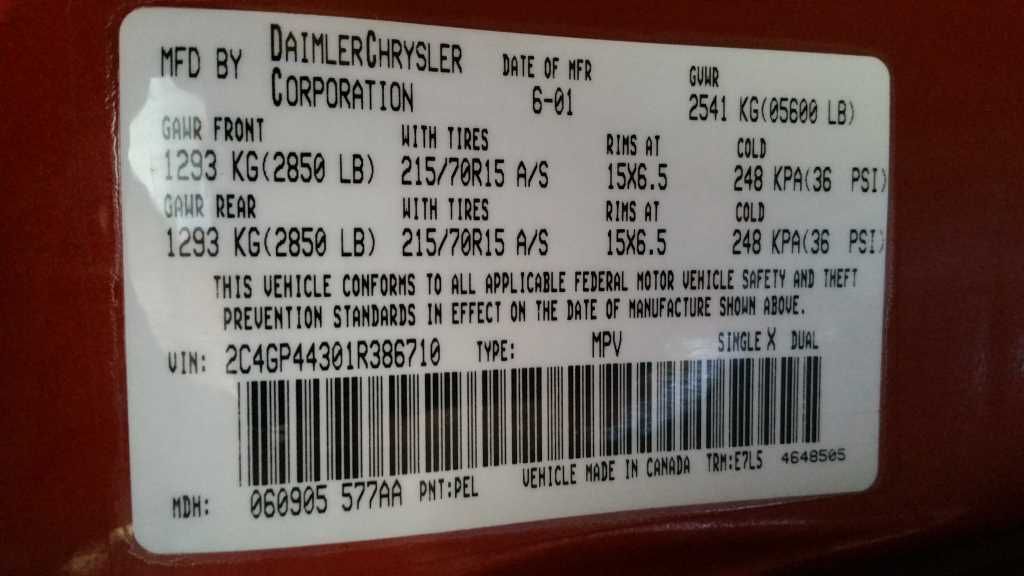 MFD BY DAIMLERCHRYSLER CORPORATION DATE OF MFR 6-01 GVWR 2541 KG(05600 LB)
GAWR FRONT WITH TIRES RIMS AT COLD
1293 KG(2850 LB) 215/70R15 A/S 15X6.5 248 KPA(36 PSI)
GAWR REAR WITH TIRES RIMS AT COLD
1293 KG(2850 LB) 215/70R15 A/S 15X6.5 248 KPA(36 PSI)
THIS VEHICLE CONFORMS TO ALL APPLICABLE FEDERAL MOTOR VEHICLE SAFETY AND THEFT
PREVENTION STANDARDS IN EFFECT ON THE DATE OF MANUFACTURE SHOWN ABOVE.
VIN: 2C4GP44301R386710 TYPE: MPV SINGLE X DUAL
MDH: 060905 577AA PNT:PEL VEHICLE MADE IN CANADA TRM:E7L5 4648505